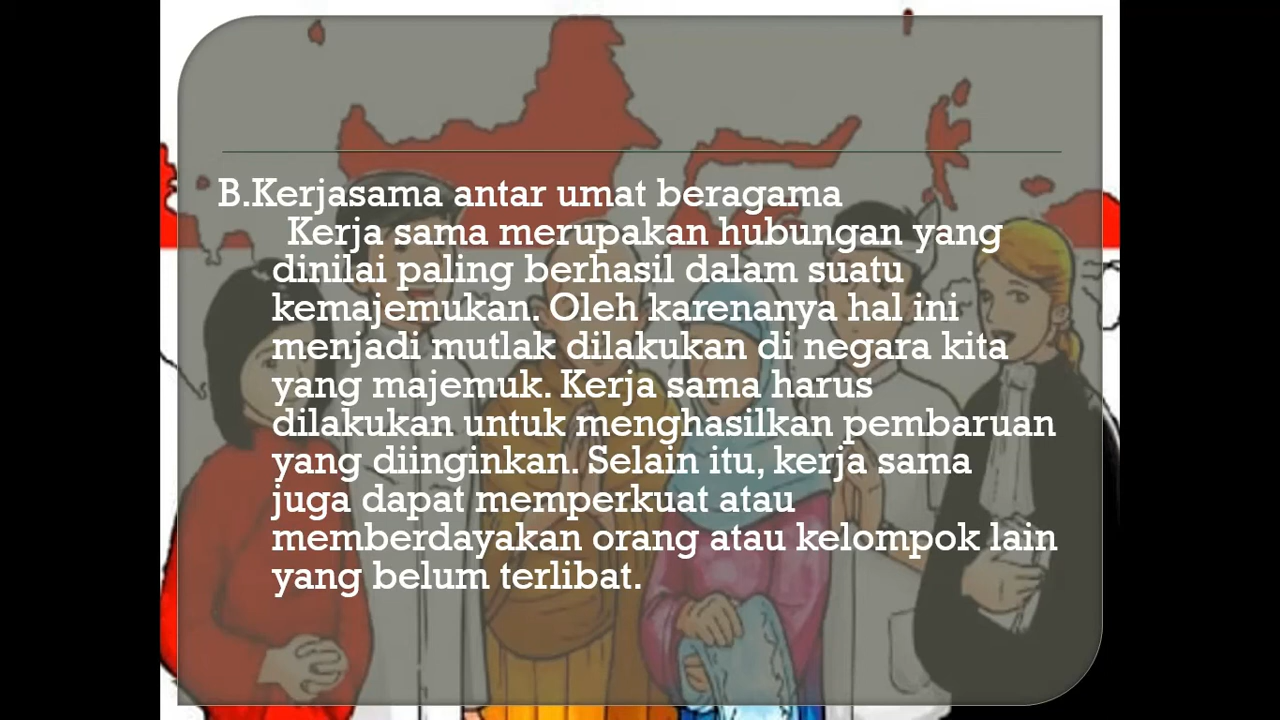 B.Kerjasama antar umat beragama
Kerja sama merupakan hubungan yang
dinilai paling berhasil dalam suatu
kemajemukan. Oleh karenanya hal ini
menjadi mutlak dilakukan di negara kita
yang majemuk. Kerja sama harus
dilakukan untuk menghasilkan pembaruan
yang diinginkan. Selain itu, kerja sama
juga dapat memperkuat atau
memberdayakan orang atau kelompok lain
yang belum terlibat.